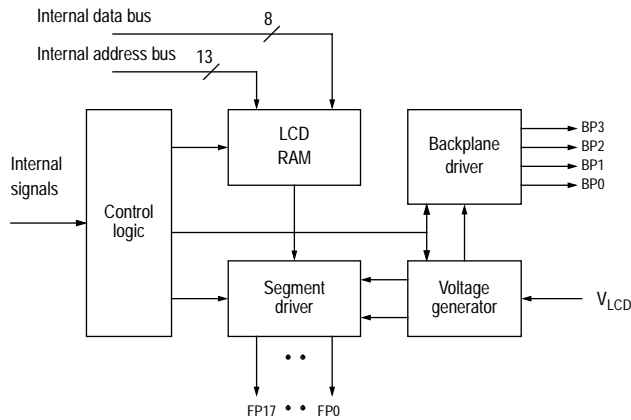 Internal data bus
8
Internal address bus
13
LCD
RAM
Backplane
driver
BP3
BP2
BP1
BP0
Internal
signals
Control
logic
Segment
driver
Voltage
generator
VLCD
FP17
FP0